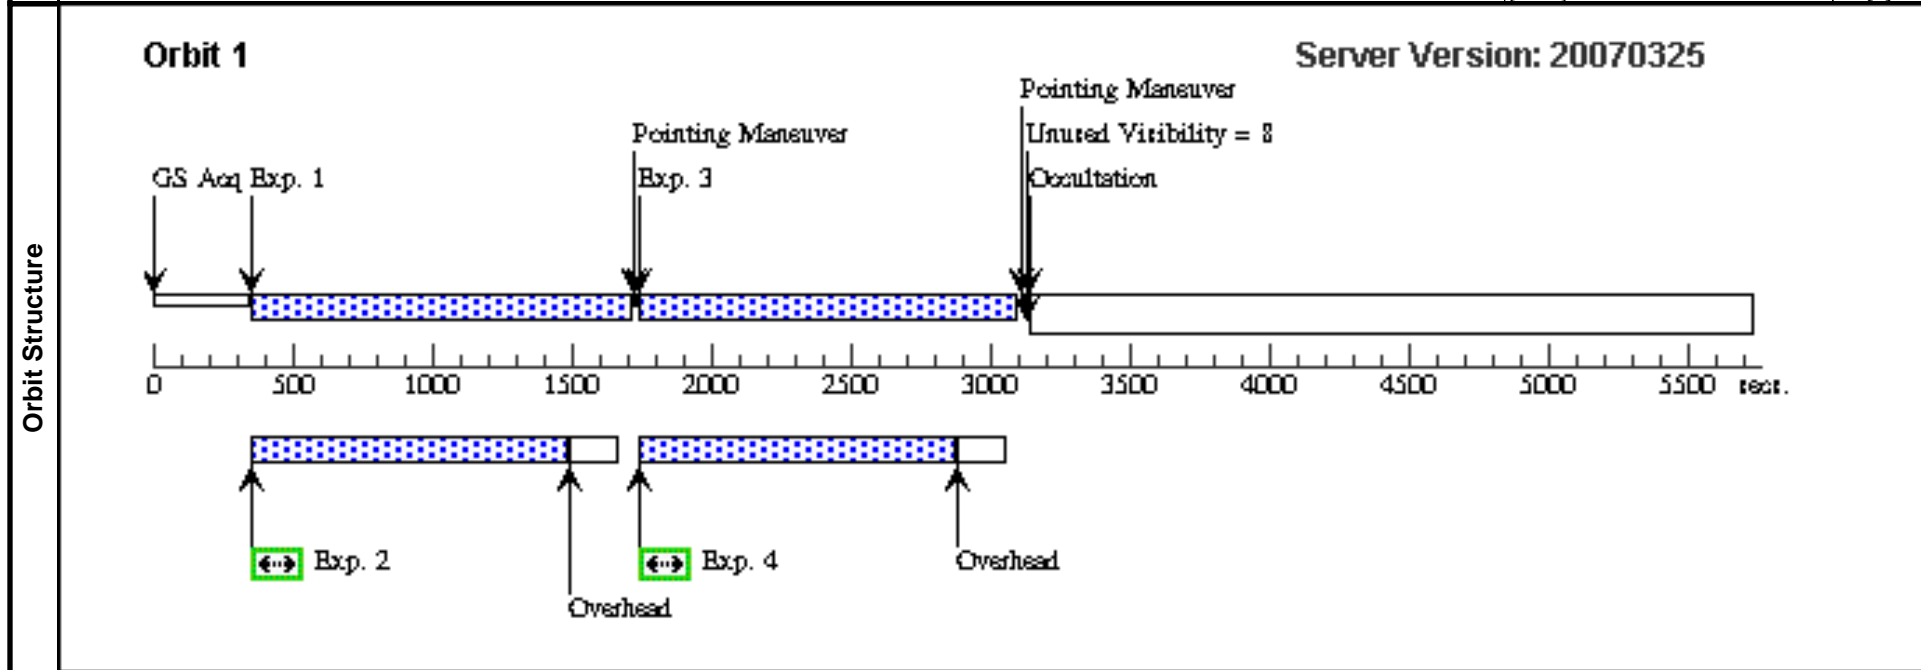 Orbit Structure
Orbit 1
Server Version: 20070325
Pointing Maneuver
Pointing Maneuver
Unused Visibility = 8
GS Acq Exp. 1
Exp. 3
Occultation
0 500 1000 1500 2000 2500 3000 3500 4000 4500 5000 5500 secs.
Exp. 2
Exp. 4
Overhead
Overhead